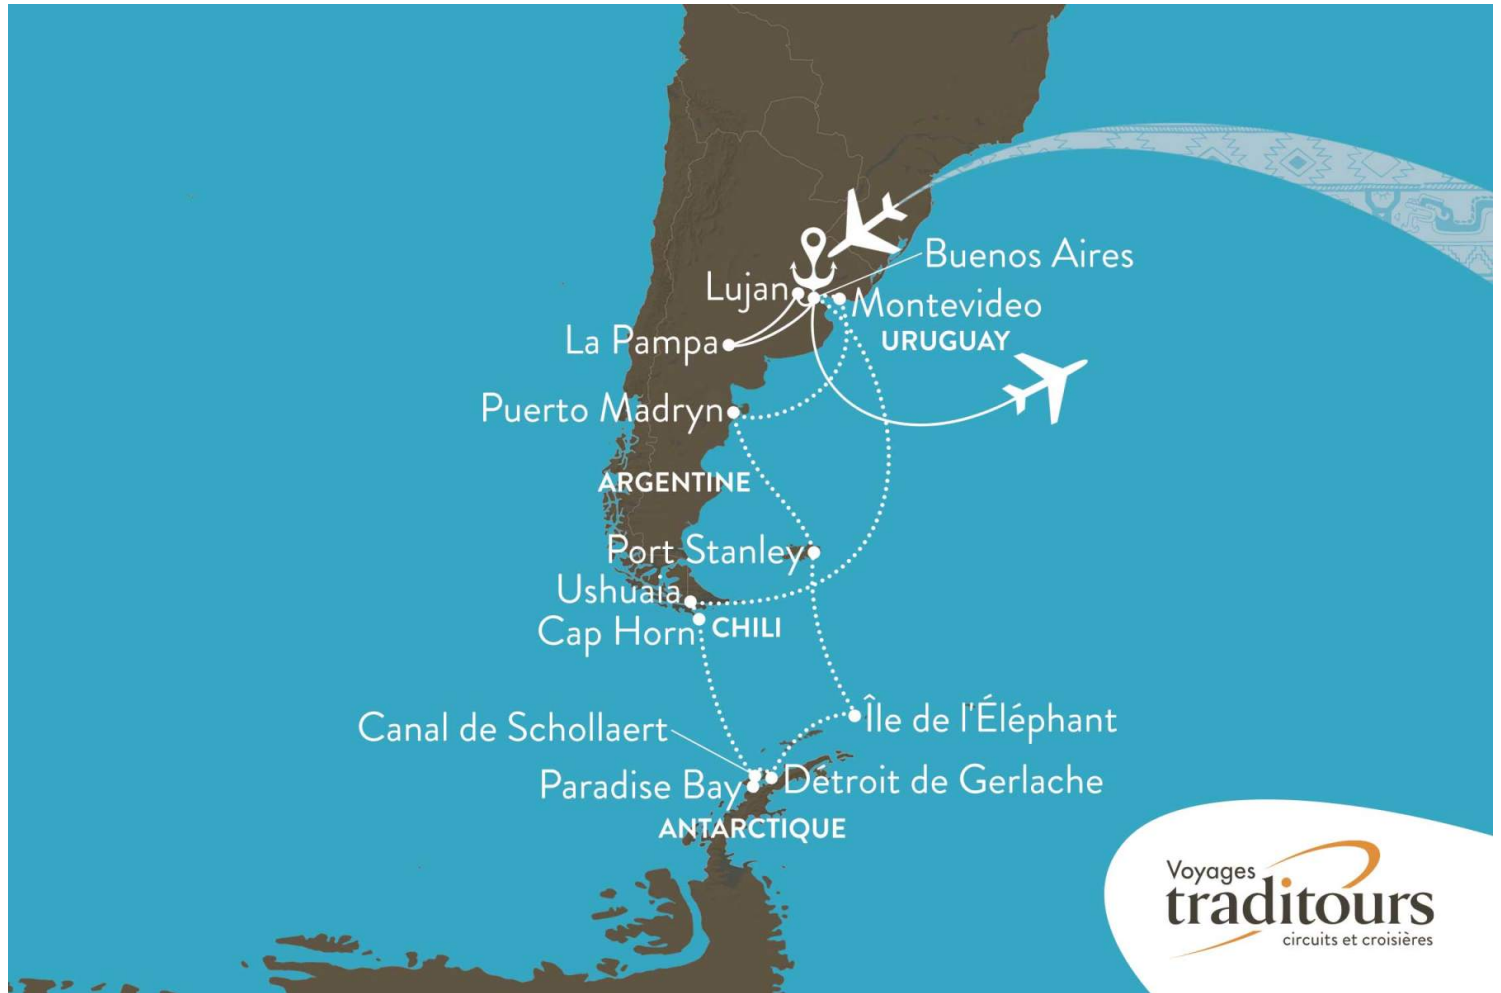 Buenos Aires
Lujan
Montevideo
URUGUAY
La Pampa
Puerto Madryn
ARGENTINE
Port Stanley
Ushuaia
Cap Horn
CHILI
Île de l'Éléphant
Canal de Schollaert
Paradise Bay
Détroit de Gerlache
ANTARCTIQUE
Voyages
traditours
circuits et croisières